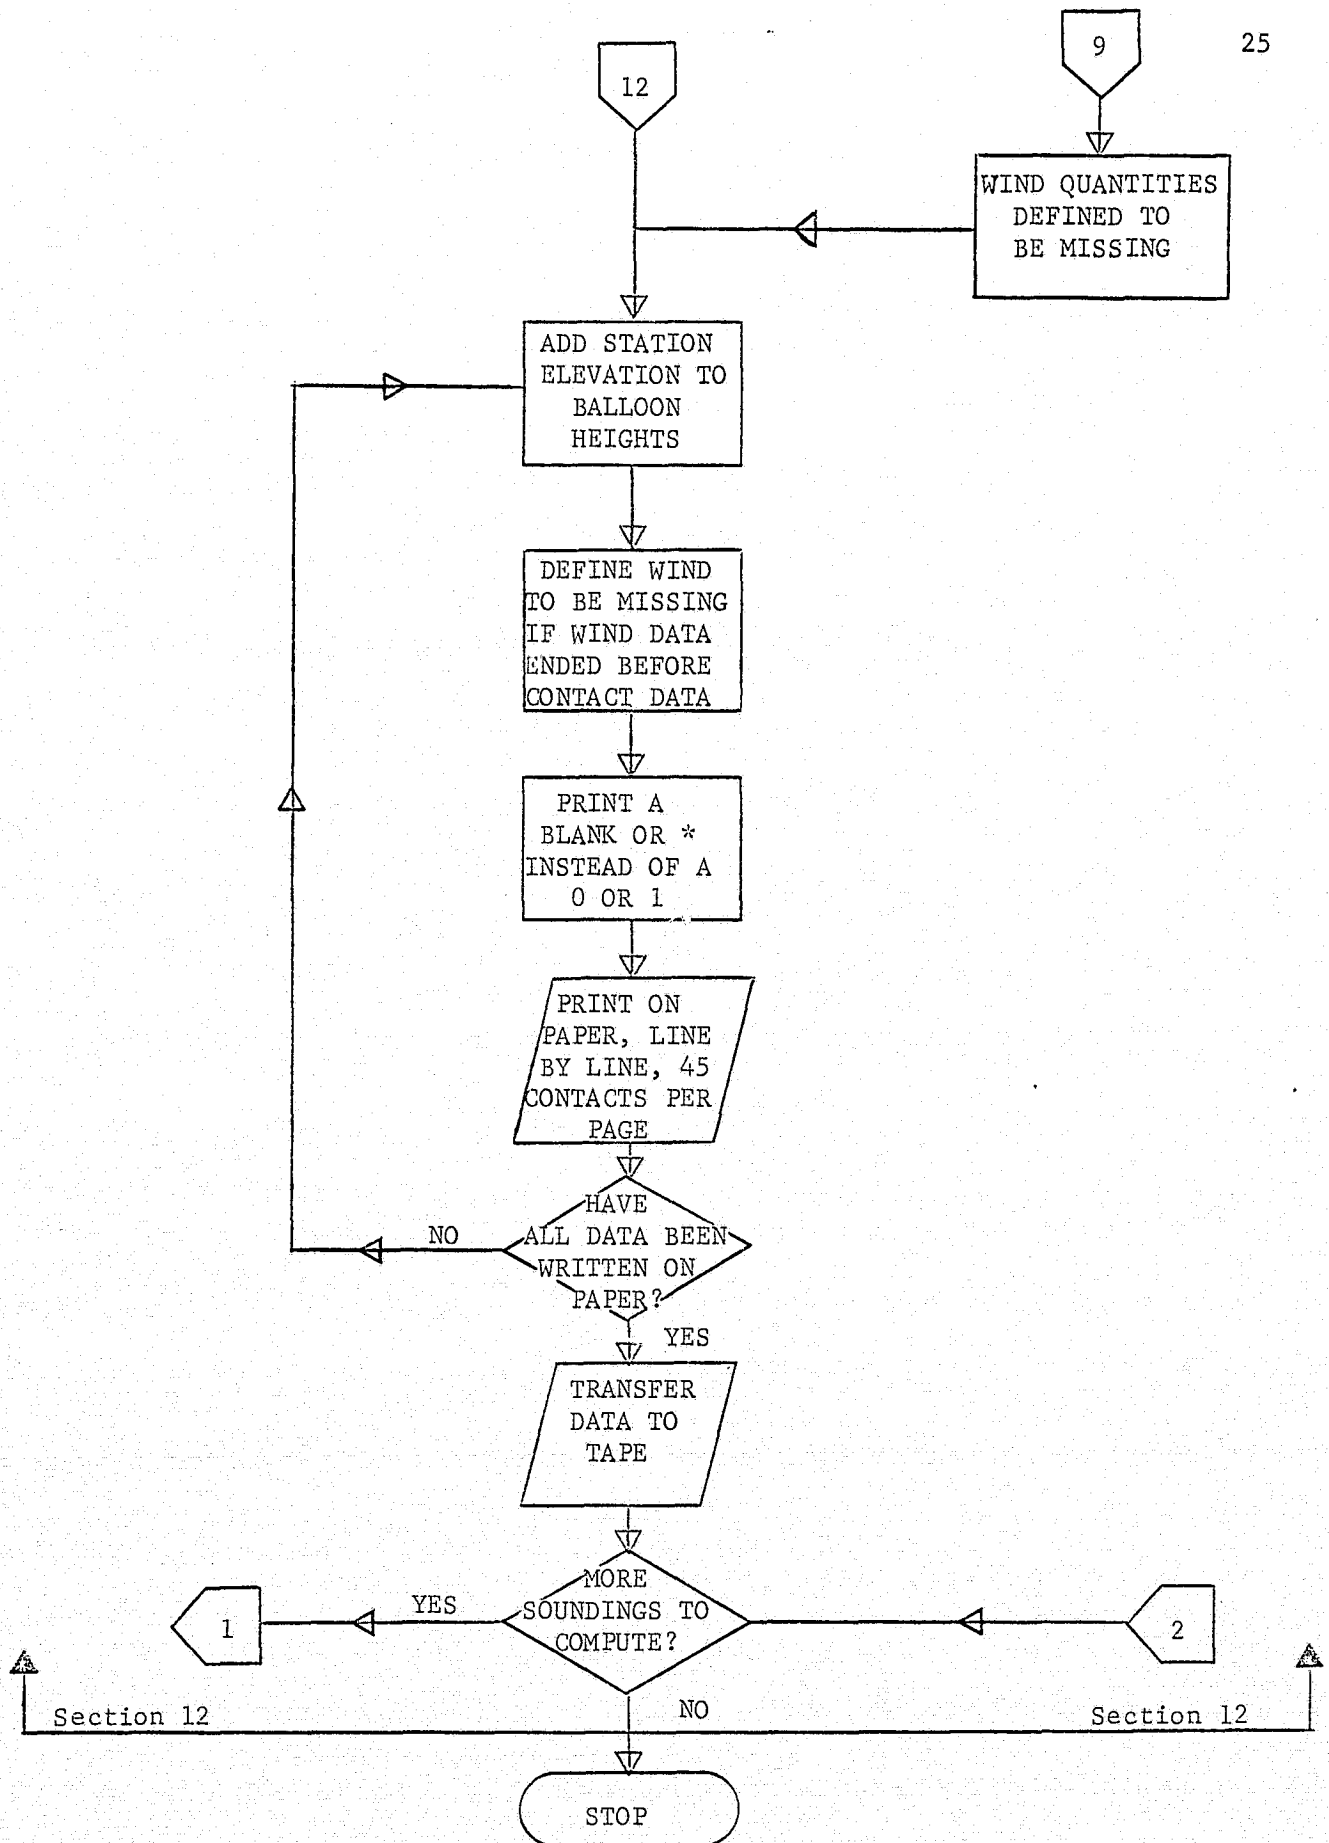 25
12
9
WIND QUANTITIES
DEFINED TO
BE MISSING
ADD STATION
ELEVATION TO
BALLOON
HEIGHTS
DEFINE WIND
TO BE MISSING
IF WIND DATA
ENDED BEFORE
CONTACT DATA
PRINT A
BLANK OR *
INSTEAD OF A
0 OR 1
PRINT ON
PAPER, LINE
BY LINE, 45
CONTACTS PER
PAGE
HAVE
ALL DATA BEEN
WRITTEN ON
PAPER?
NO
YES
TRANSFER
DATA TO
TAPE
MORE
SOUNDINGS TO
COMPUTE?
YES
1
2
NO
Section 12
Section 12
STOP